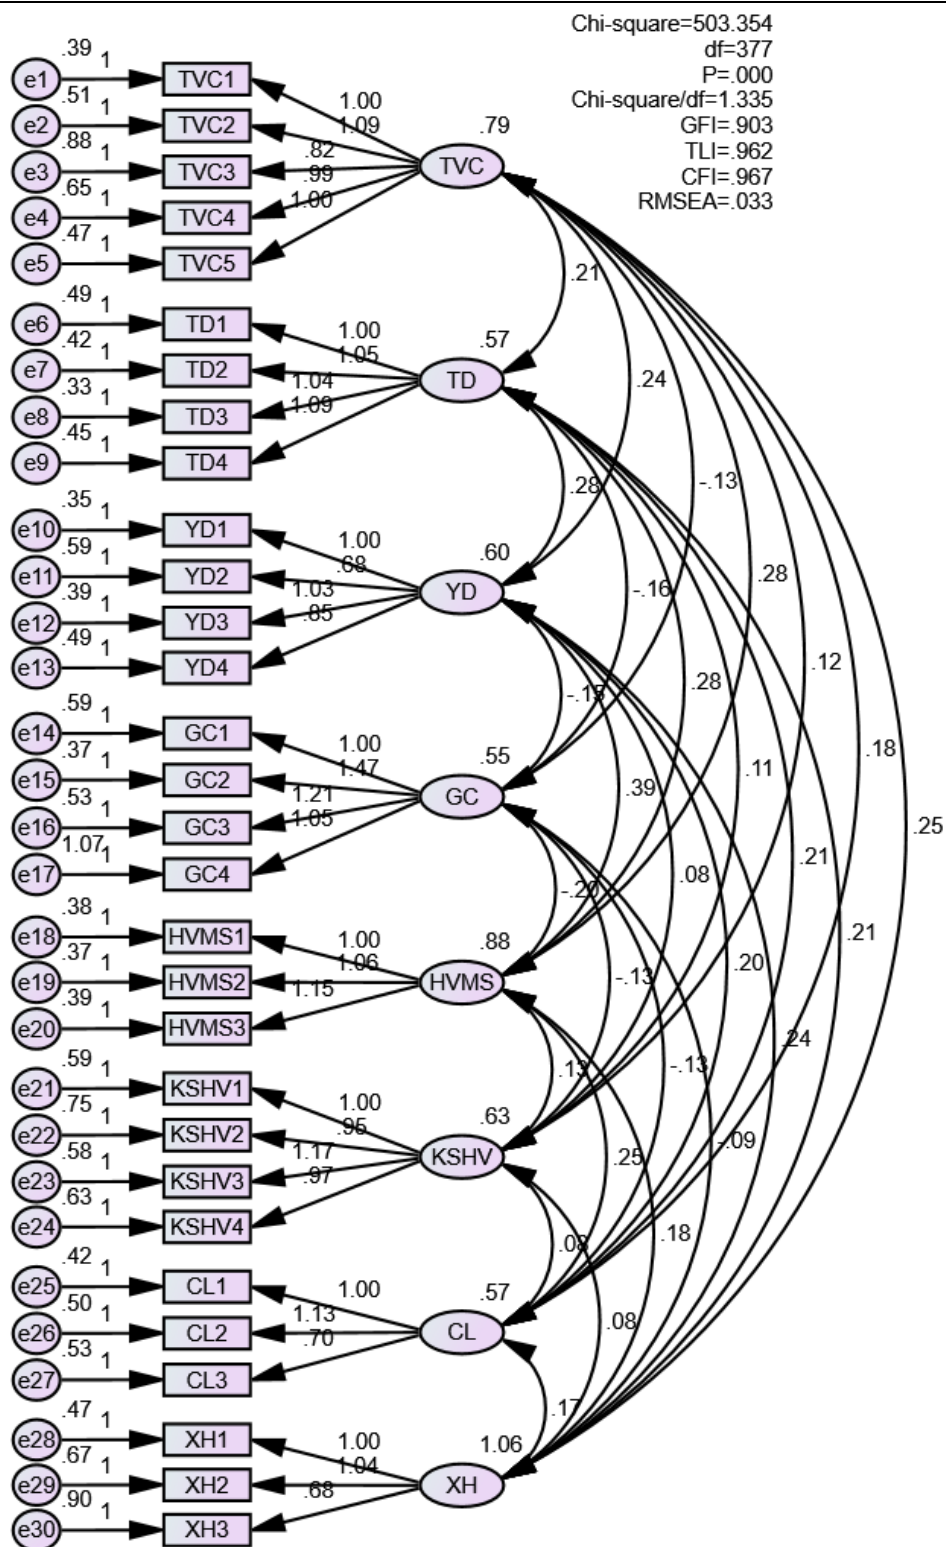 Chi-square=503.354
df=377
P=.000
Chi-square/df=1.335
GFI=.903
TLI=.962
CFI=.967
RMSEA=.033
.39 1
e1 TVC1
.51 1
e2 TVC2
.88 1
e3 TVC3
.65 1
e4 TVC4
.47 1
e5 TVC5
1.00
1.09
.82
.99
1.00
.79
TVC
.49 1
e6 TD1
.42 1
e7 TD2
.33 1
e8 TD3
.45 1
e9 TD4
1.00
1.05
1.04
1.09
.57
TD
.35 1
e10 YD1
.59 1
e11 YD2
.39 1
e12 YD3
.49 1
e13 YD4
1.00
.68
1.03
.85
.60
YD
.59 1
e14 GC1
.37 1
e15 GC2
.53 1
e16 GC3
1.07 1
e17 GC4
1.00
1.47
1.21
1.05
.55
GC
.38 1
e18 HVMS1
.37 1
e19 HVMS2
.39 1
e20 HVMS3
1.00
1.06
1.15
.88
HVMS
.59 1
e21 KSHV1
.75 1
e22 KSHV2
.58 1
e23 KSHV3
.63 1
e24 KSHV4
1.00
.95
1.17
.97
.63
KSHV
.42 1
e25 CL1
.50 1
e26 CL2
.53 1
e27 CL3
1.00
1.13
.70
.57
CL
.47 1
e28 XH1
.67 1
e29 XH2
.90 1
e30 XH3
1.00
1.04
.68
1.06
XH
.21
.24
-.13
.28
.12
.18
.25
.28
-.16
.28
.11
.21
.21
-.15
.39
.08
.20
.24
-.20
-.13
-.13
-.09
.13
.25
.18
.08
.08
.17